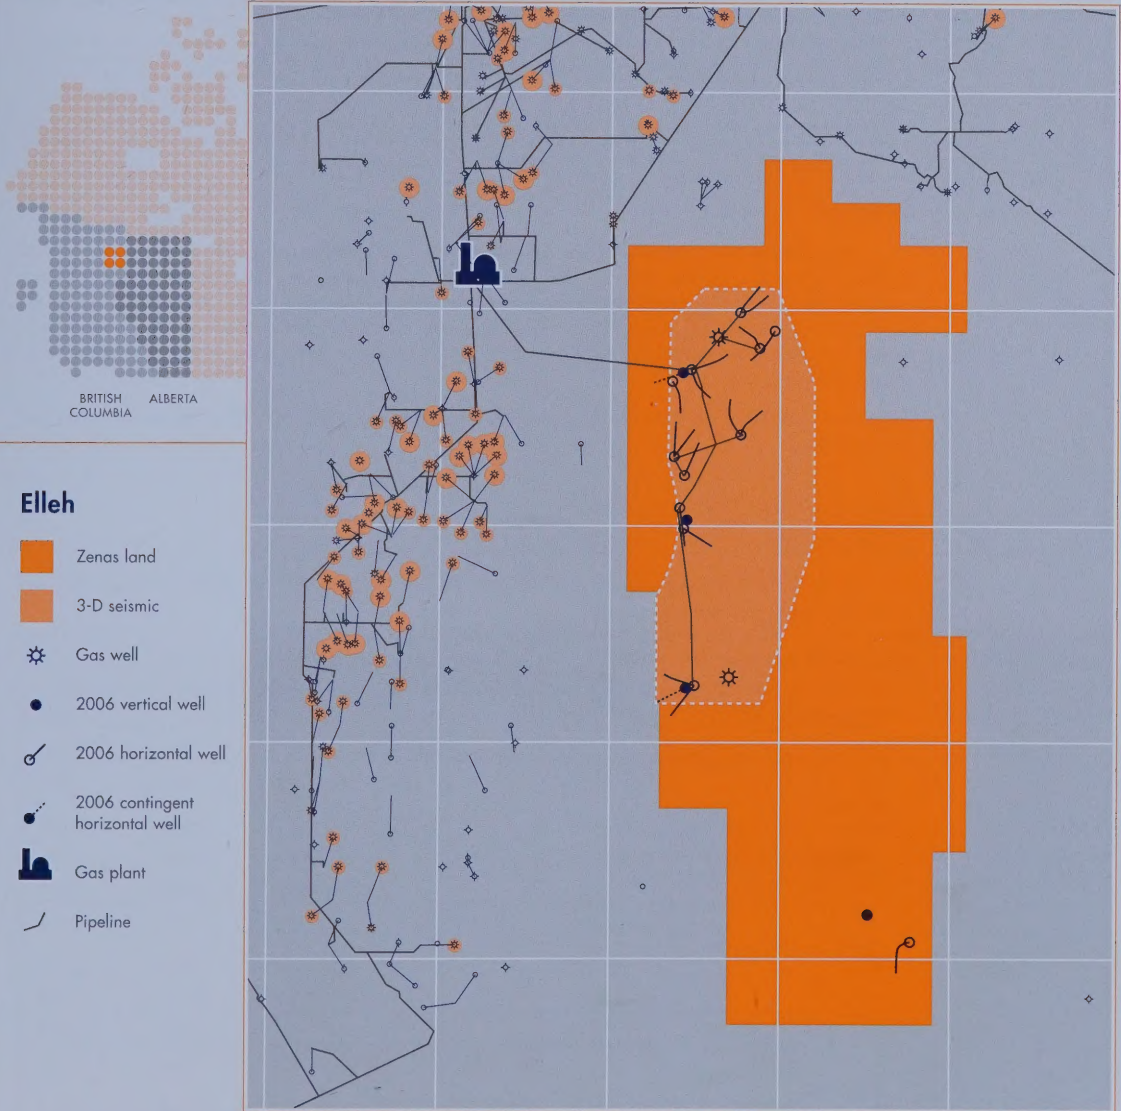 BRITISH
COLUMBIA
ALBERTA
Elleh
Zenas land
3-D seismic
Gas well
2006 vertical well
2006 horizontal well
2006 contingent
horizontal well
Gas plant
Pipeline